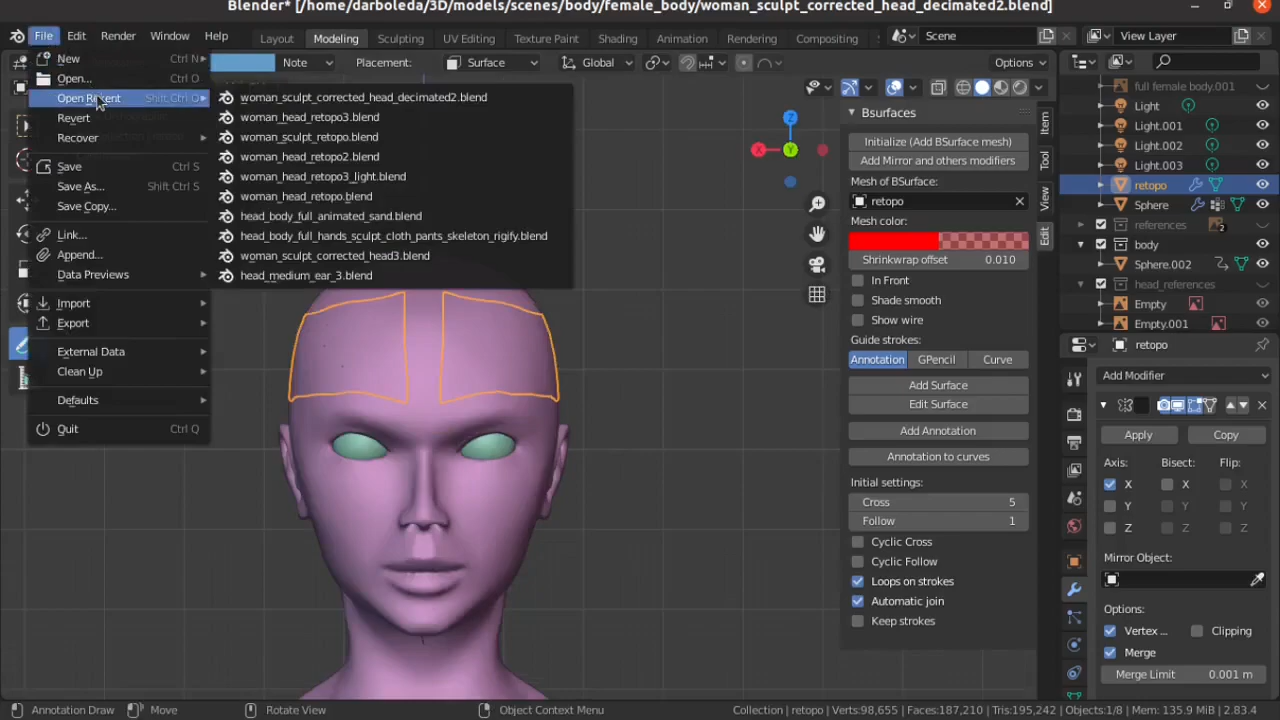 Blender* [/home/darboleda/3D/models/scenes/body/female_body/woman_sculpt_corrected_head_decimated2.blend]
File Edit Render Window Help Layout Modeling Sculpting UV Editing Texture Paint Shading Animation Rendering Compositing Scene View Layer
Note Placement: Surface Global Options
New Ctrl N
Open... Ctrl O
Open Recent Shift Ctrl O
Revert
Recover
Save Ctrl S
Save As... Shift Ctrl S
Save Copy...
Link...
Append...
Data Previews
Import
Export
External Data
Clean Up
Defaults
Quit Ctrl Q
woman_sculpt_corrected_head_decimated2.blend
woman_head_retopo3.blend
woman_sculpt_retopo.blend
woman_head_retopo2.blend
woman_head_retopo3_light.blend
woman_head_retopo.blend
head_body_full_animated_sand.blend
head_body_full_hands_sculpt_cloth_pants_skeleton_rigify.blend
woman_sculpt_corrected_head3.blend
head_medium_ear_3.blend
Z
X
Y
Bsurfaces
Initialize (Add BSurface mesh)
Add Mirror and others modifiers
Mesh of BSurface:
retopo
Mesh color:
Shrinkwrap offset 0.010
In Front
Shade smooth
Show wire
Guide strokes:
Annotation GPencil Curve
Add Surface
Edit Surface
Add Annotation
Annotation to curves
Initial settings:
Cross 5
Follow 1
Cyclic Cross
Cyclic Follow
Loops on strokes
Automatic join
Keep strokes
Item
Tool
View
Edit
full female body.001
Light
Light.001
Light.002
Light.003
retopo
Sphere
references 2
body
Sphere.002
head_references
Empty
Empty.001
retopo
Add Modifier
Apply Copy
Axis: Bisect: Flip:
X X X
Y Y Y
Z Z Z
Mirror Object:
Options:
Vertex ... Clipping
Merge
Merge Limit 0.001 m
Annotation Draw Move Rotate View Object Context Menu Collection | retopo | Verts:98,655 | Faces:187,210 | Tris:195,242 | Objects:1/8 | Mem: 135.9 MiB | 2.83.4